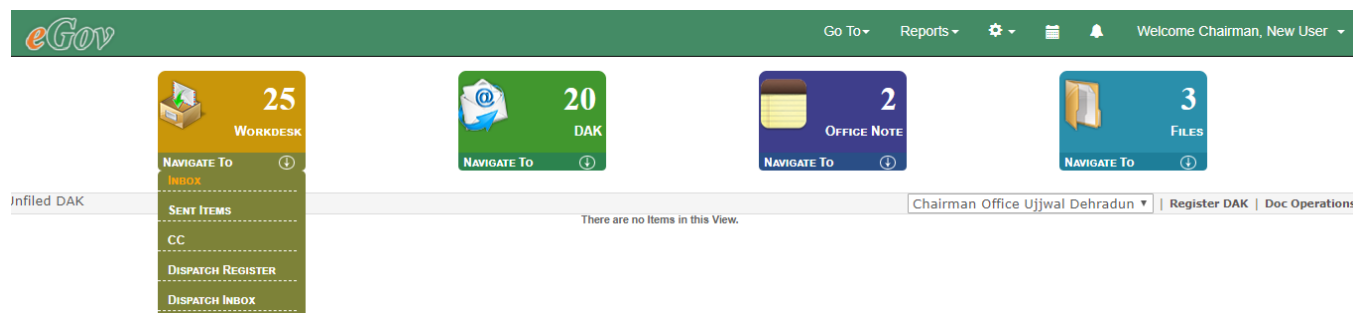 eGov
Go To
Reports
Welcome Chairman, New User
25
WORKDESK
NAVIGATE TO
20
DAK
NAVIGATE TO
2
OFFICE NOTE
NAVIGATE TO
3
FILES
NAVIGATE TO
INBOX
SENT ITEMS
CC
DISPATCH REGISTER
DISPATCH INBOX
Unfiled DAK
Chairman Office Ujjwal Dehradun | Register DAK | Doc Operations
There are no Items in this View.